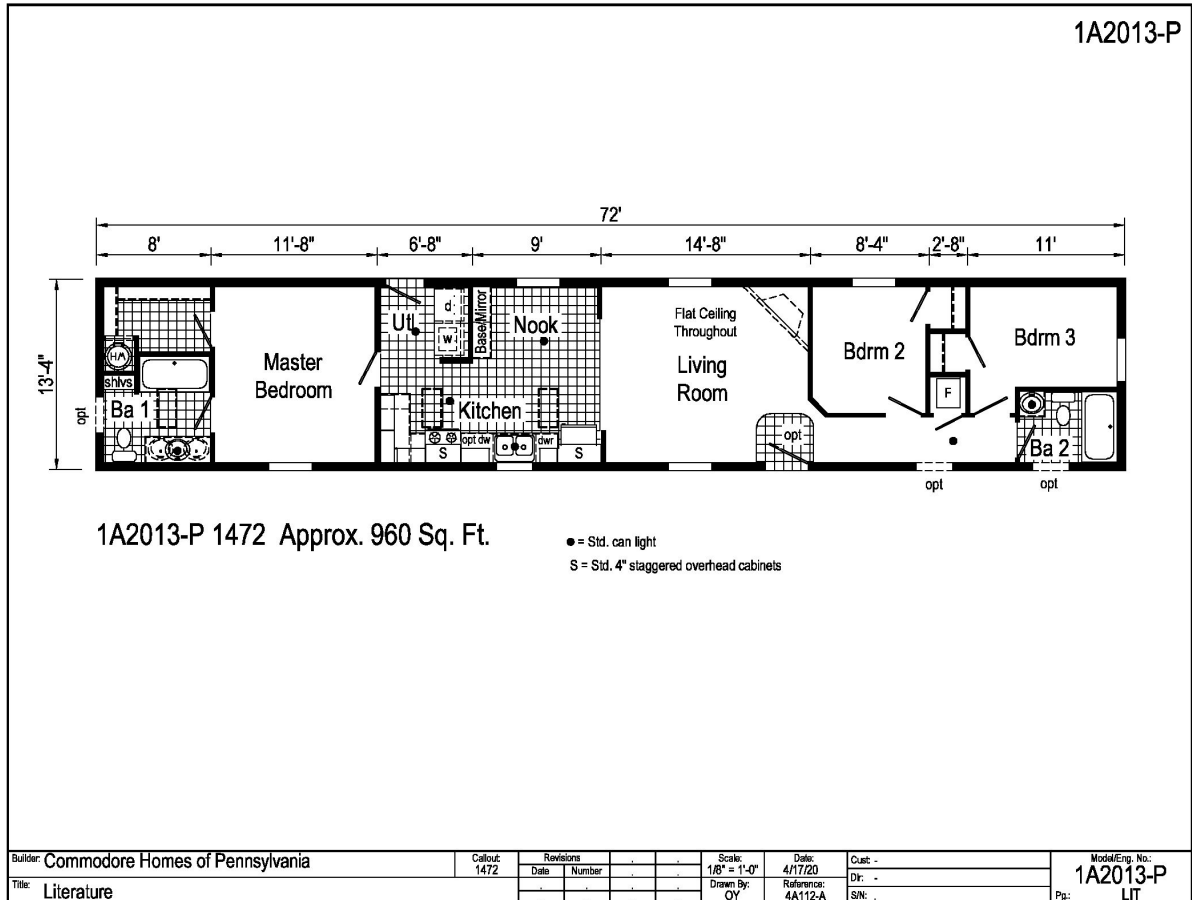 1A2013-P
72'
8' 11'-8" 6'-8" 9' 14'-8" 8'-4" 2'-8" 11'
13'-4"
Ut.
d
w
Base/Mirror
Nook
Flat Ceiling
Throughout
Living
Room
Bdrm 2
Bdrm 3
Master
Bedroom
HW
shlvs
Ba 1
opt
Kitchen
S
opt dw
dwr
S
opt
F
Ba 2
opt
opt
1A2013-P 1472 Approx. 960 Sq. Ft.
● = Std. can light
S = Std. 4" staggered overhead cabinets
Builder: Commodore Homes of Pennsylvania
Title: Literature
Callout:
1472
Revisions
Date Number
Scale:
1/8" = 1'-0"
Drawn By:
OY
Date:
4/17/20
Reference:
4A112-A
Cust: -
Dir: -
S/N: .
Model/Eng. No.:
1A2013-P
Pg.: LIT